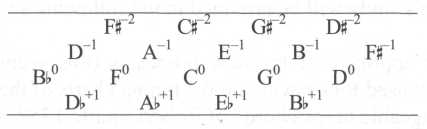 F♯⁻² C♯⁻² G♯⁻² D♯⁻²
D⁻¹ A⁻¹ E⁻¹ B⁻¹ F♯⁻¹
B♭⁰ F⁰ C⁰ G⁰ D⁰
D♭⁺¹ A♭⁺¹ E♭⁺¹ B♭⁺¹